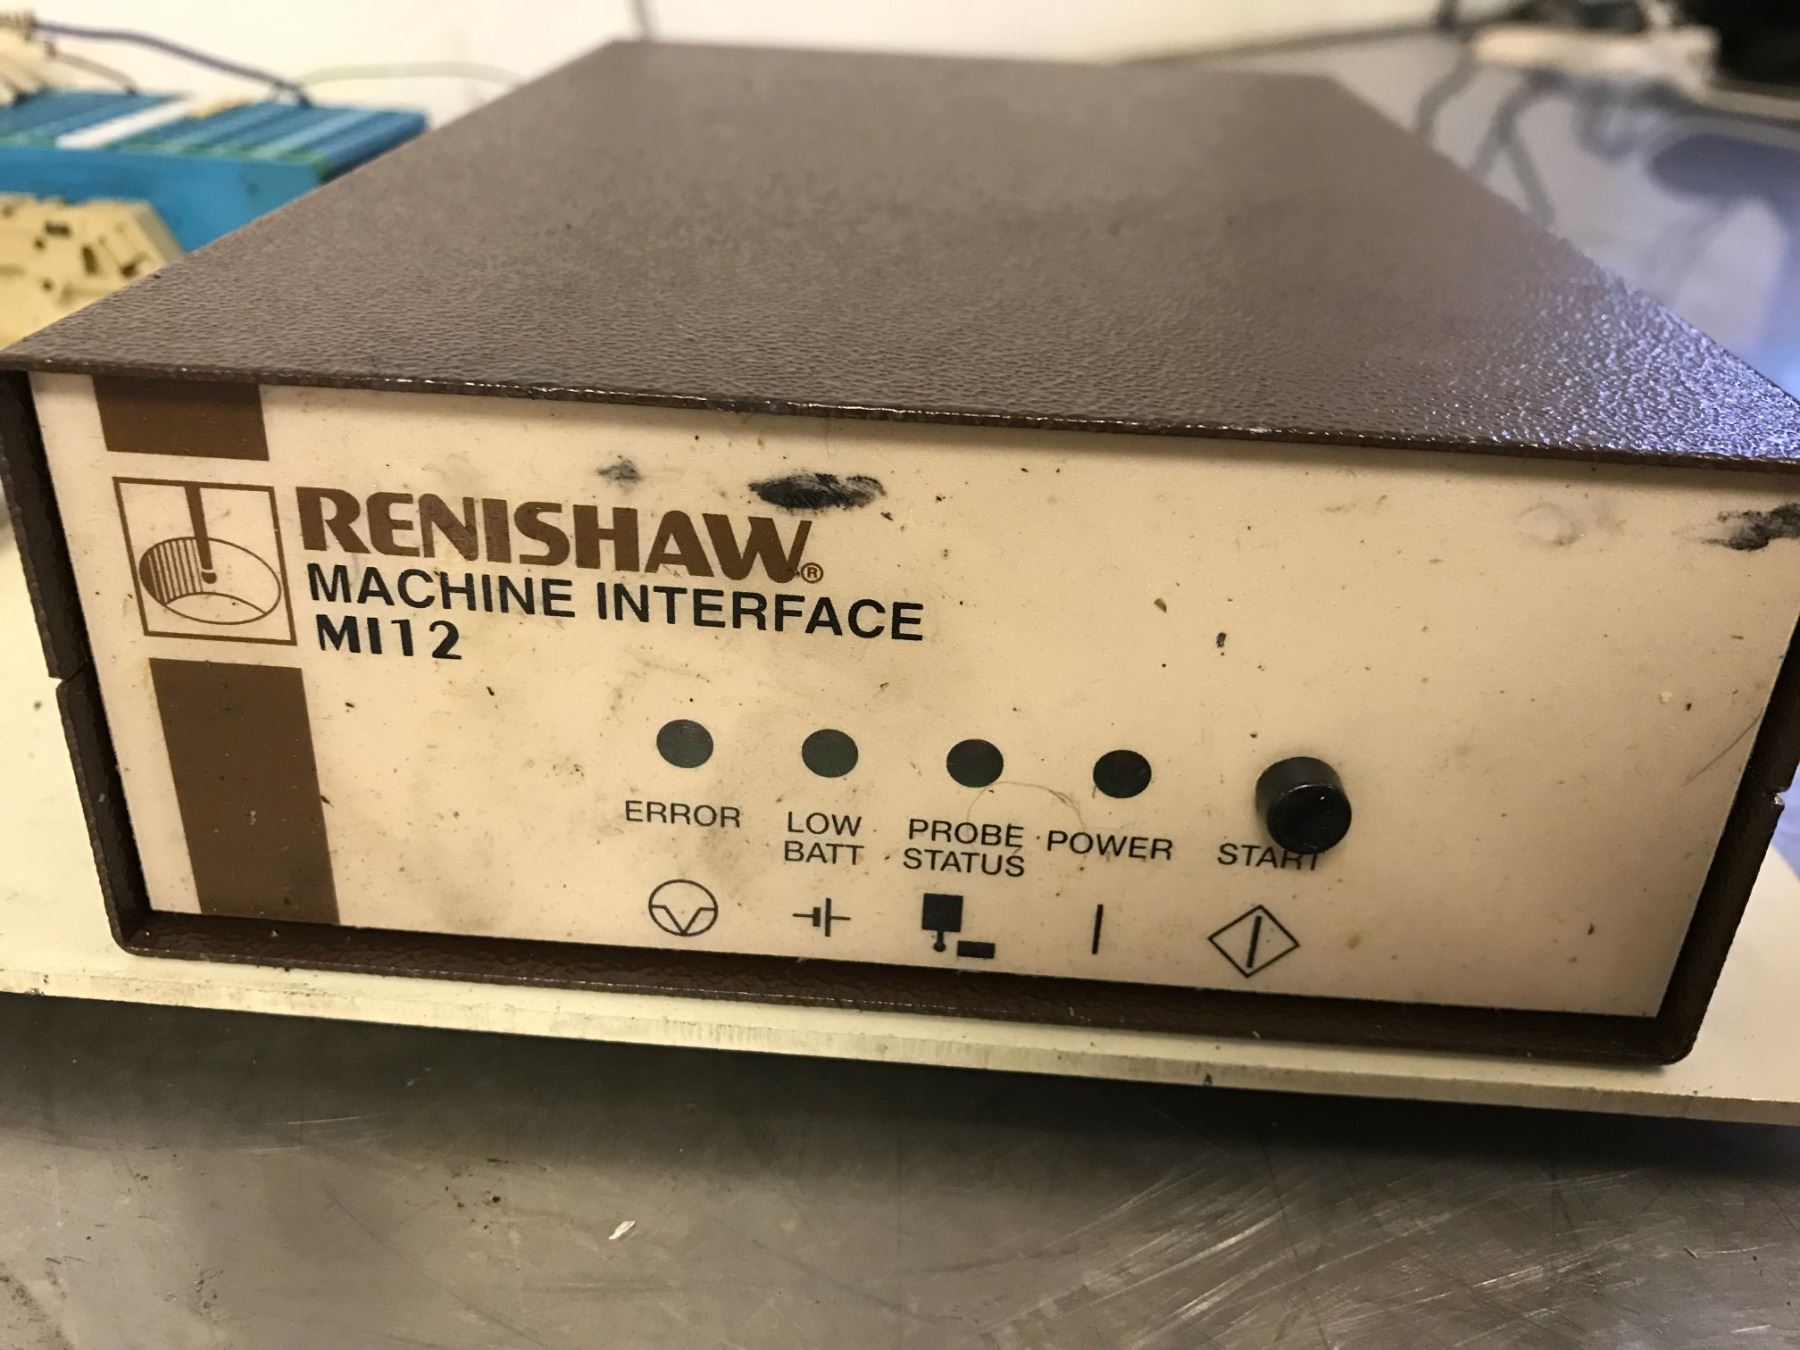 RENISHAW®
MACHINE INTERFACE
MI12
ERROR
LOW
BATT
PROBE
STATUS
POWER
START